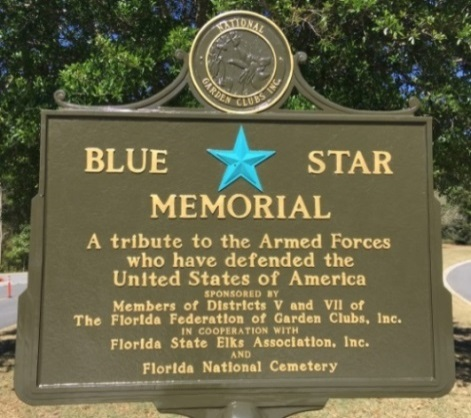 NATIONAL
GARDEN CLUBS INC.
BLUE STAR
MEMORIAL
A tribute to the Armed Forces
who have defended the
United States of America
SPONSORED BY
Members of Districts V and VII of
The Florida Federation of Garden Clubs, Inc.
IN COOPERATION WITH
Florida State Elks Association, Inc.
AND
Florida National Cemetery